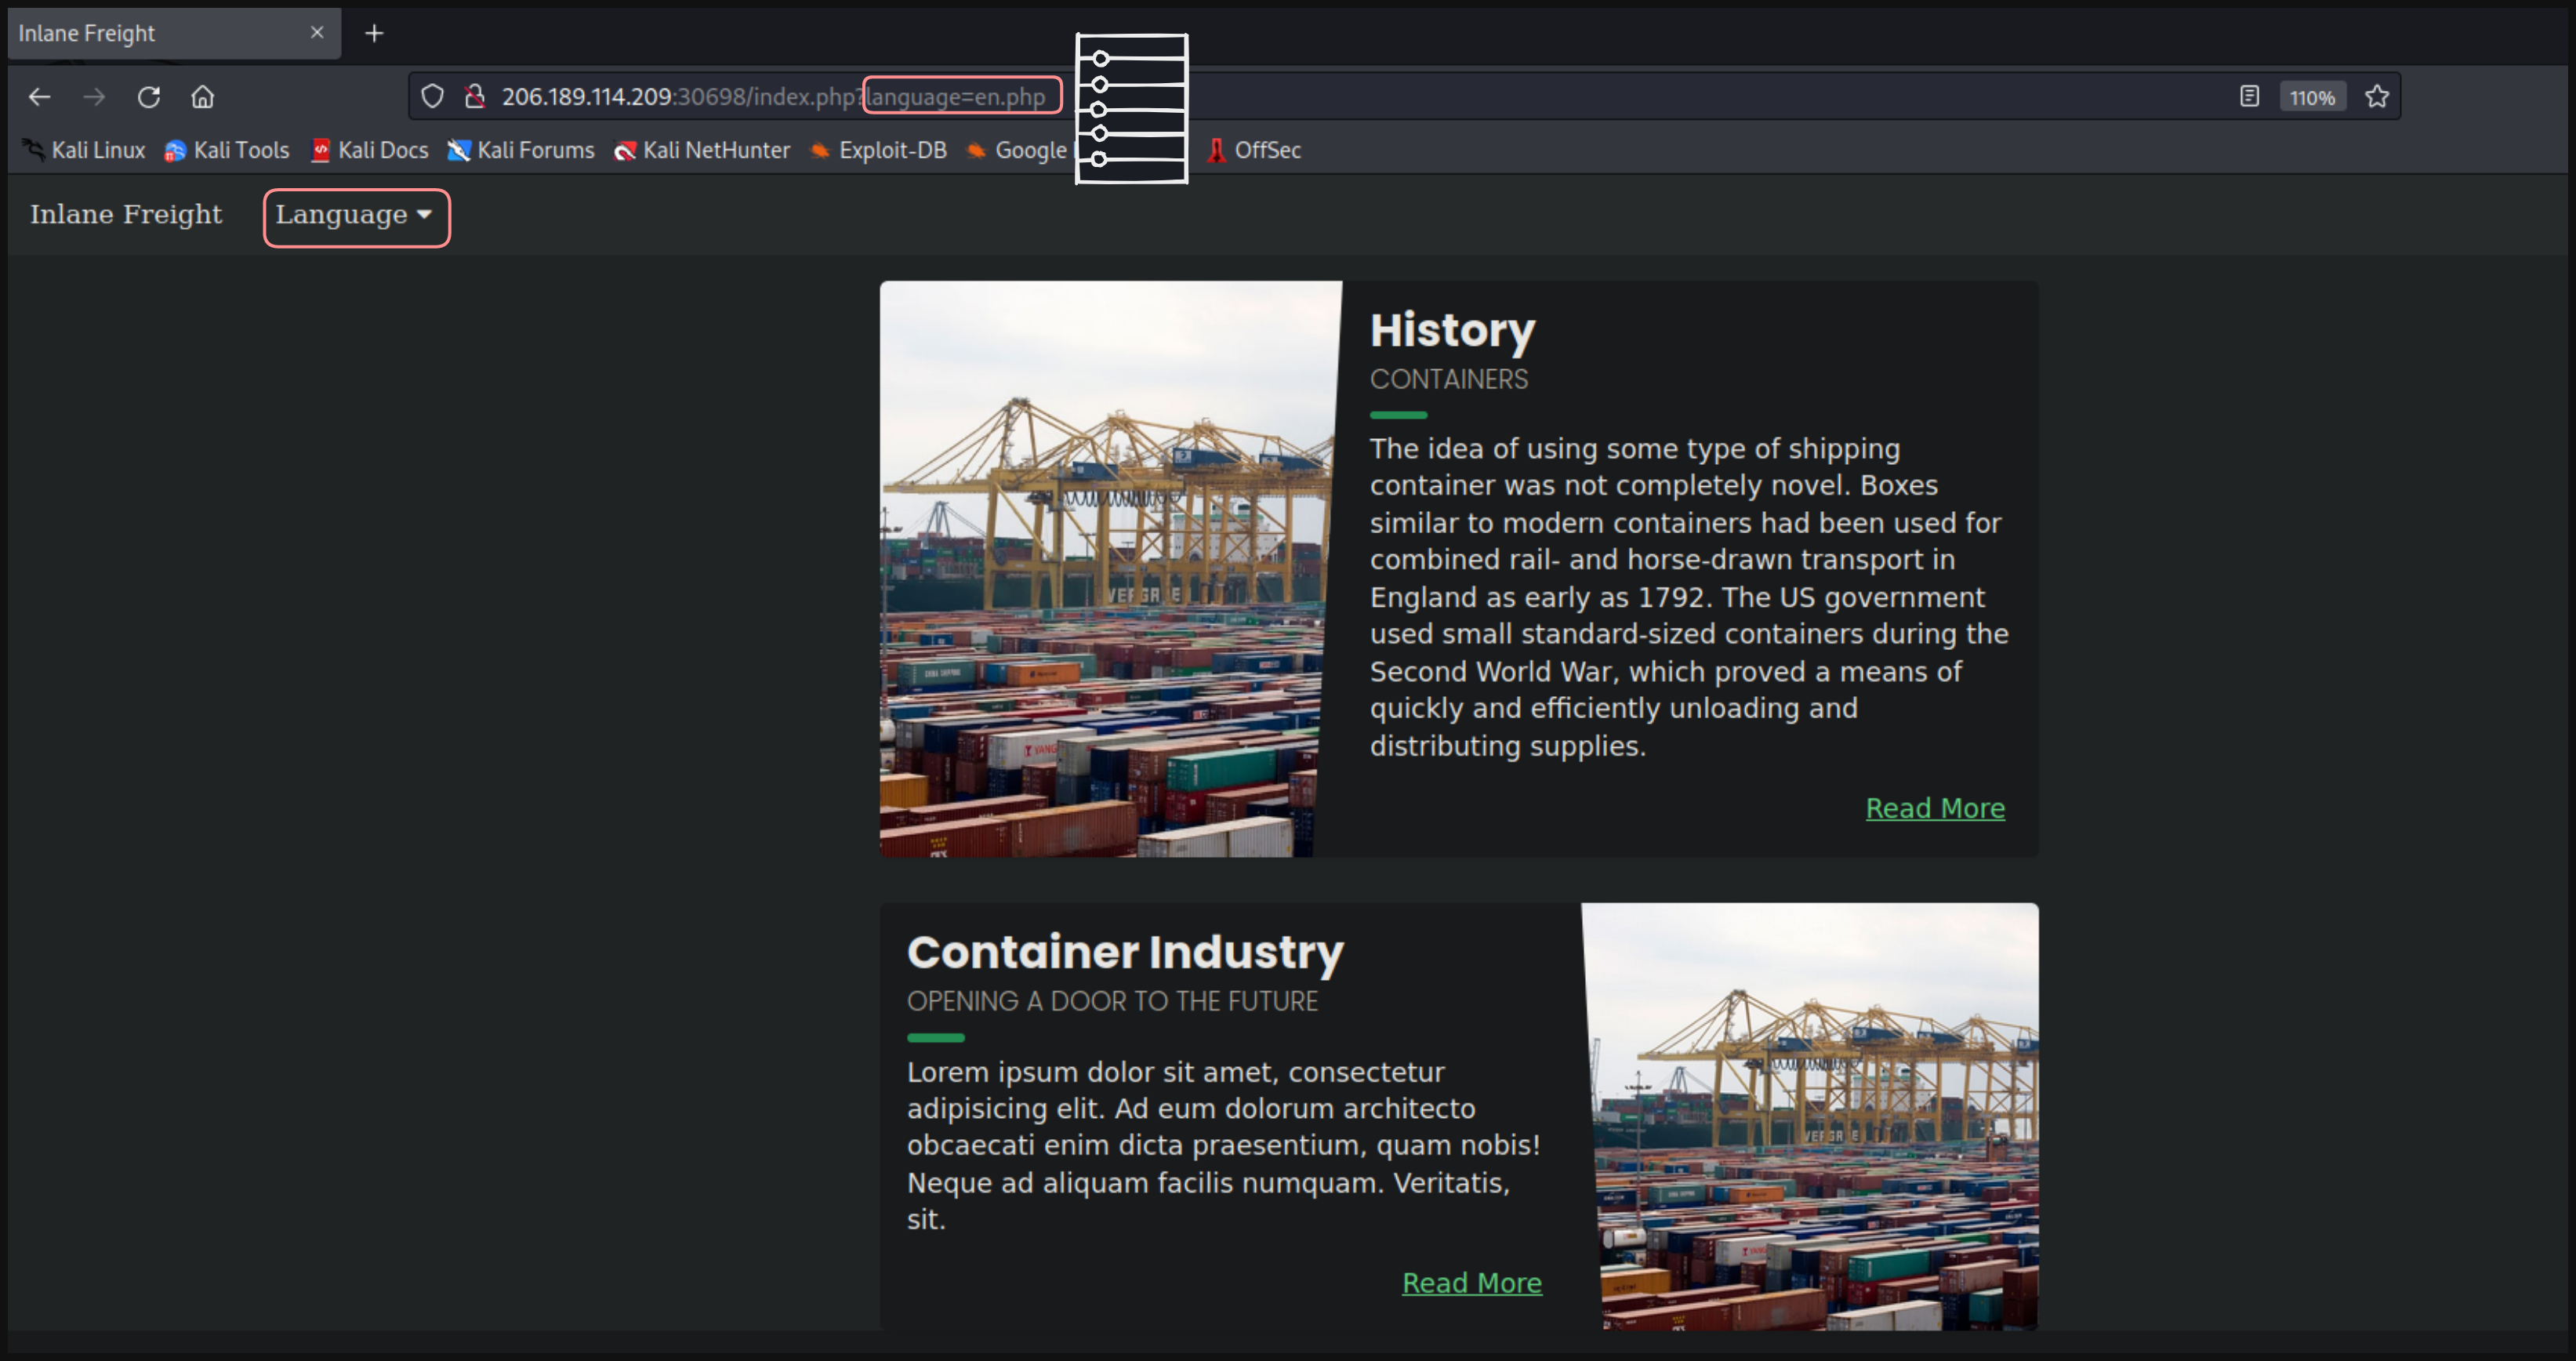 Inlane Freight
206.189.114.209:30698/index.php?language=en.php
110%
Kali Linux Kali Tools Kali Docs Kali Forums Kali NetHunter Exploit-DB Google OffSec
Inlane Freight Language
History
CONTAINERS
The idea of using some type of shipping
container was not completely novel. Boxes
similar to modern containers had been used for
combined rail- and horse-drawn transport in
England as early as 1792. The US government
used small standard-sized containers during the
Second World War, which proved a means of
quickly and efficiently unloading and
distributing supplies.
Read More
Container Industry
OPENING A DOOR TO THE FUTURE
Lorem ipsum dolor sit amet, consectetur
adipisicing elit. Ad eum dolorum architecto
obcaecati enim dicta praesentium, quam nobis!
Neque ad aliquam facilis numquam. Veritatis,
sit.
Read More